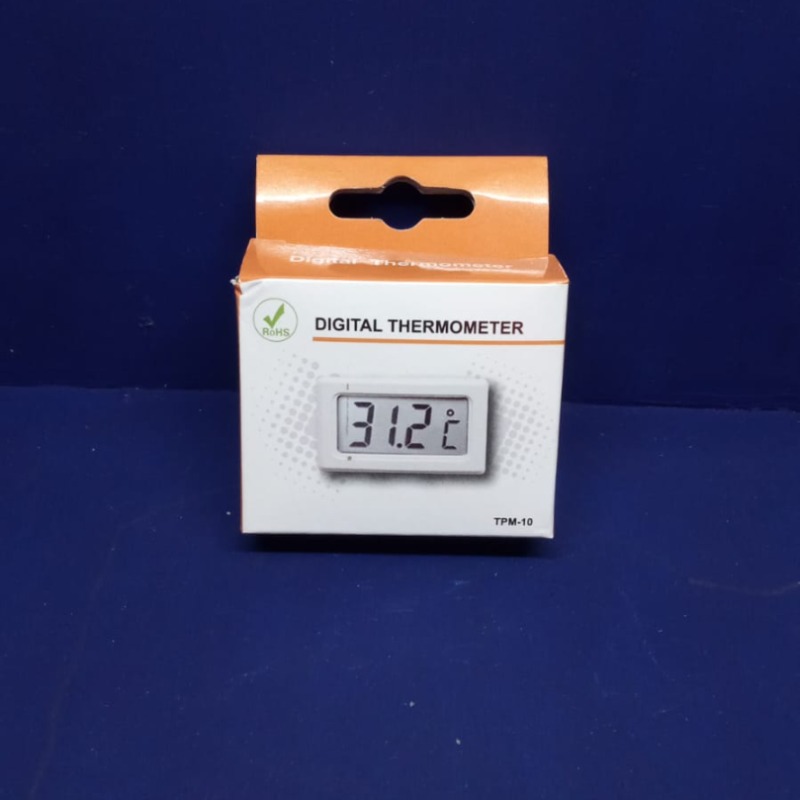 Digital Thermometer
RoHS
DIGITAL THERMOMETER
31.2°C
TPM-10